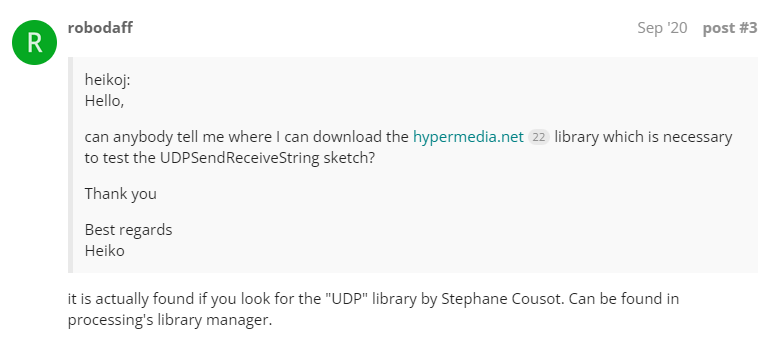 R
robodaff
Sep '20
post #3
heikoj:
Hello,
can anybody tell me where I can download the hypermedia.net 22 library which is necessary
to test the UDPSendReceiveString sketch?
Thank you
Best regards
Heiko
it is actually found if you look for the "UDP" library by Stephane Cousot. Can be found in
processing's library manager.